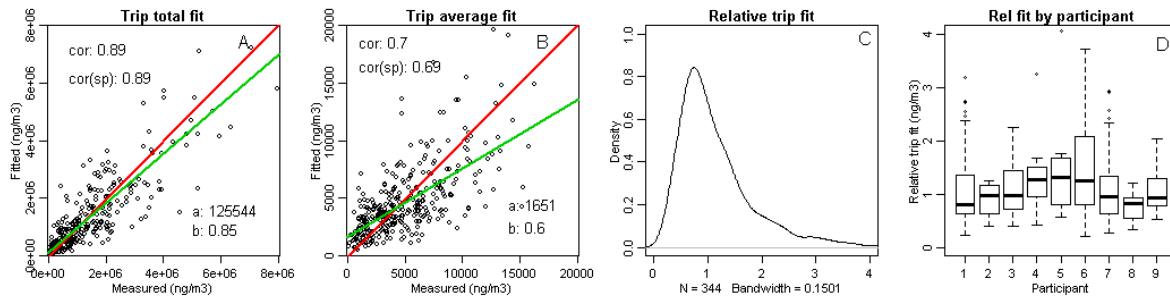 Trip total fit
A
cor: 0.89
cor(sp): 0.89
a: 125544
b: 0.85
0e+00 2e+06 4e+06 6e+06 8e+06
Fitted (ng/m3)
0e+00 2e+06 4e+06 6e+06 8e+06
Measured (ng/m3)
Trip average fit
B
cor: 0.7
cor(sp): 0.69
a: 1651
b: 0.6
0 5000 10000 15000 20000
Fitted (ng/m3)
0 5000 10000 15000 20000
Measured (ng/m3)
Relative trip fit
C
0.0 0.2 0.4 0.6 0.8 1.0
Density
0 1 2 3 4
N = 344 Bandwidth = 0.1501
Rel fit by participant
D
0 1 2 3 4
Relative trip fit (ng/m3)
1 2 3 4 5 6 7 8 9
Participant